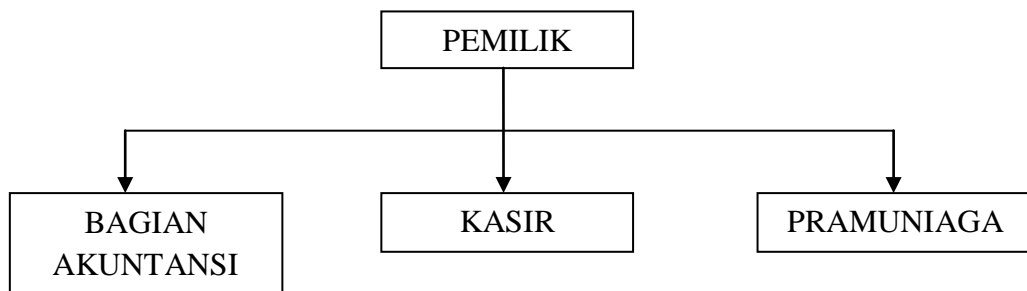 PEMILIK
BAGIAN
AKUNTANSI
KASIR
PRAMUNIAGA